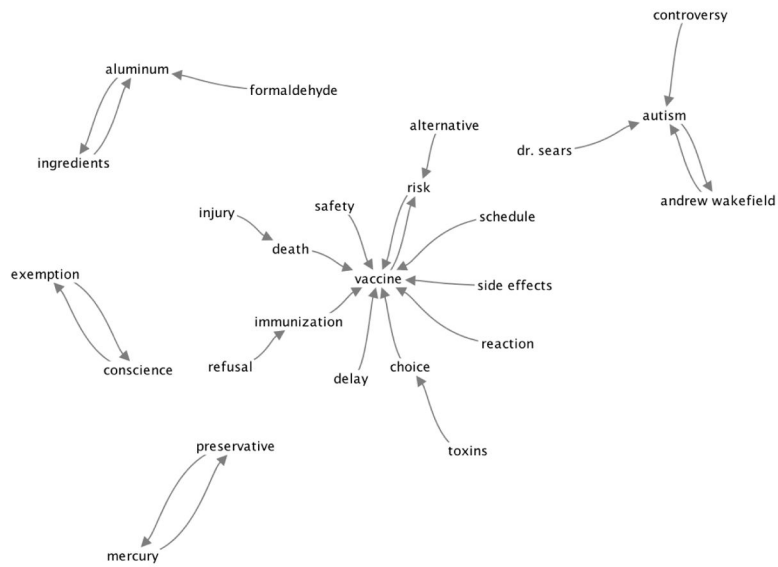 controversy
aluminum
formaldehyde
autism
alternative
dr. sears
ingredients
risk
andrew wakefield
injury
safety
schedule
death
exemption
vaccine
side effects
immunization
reaction
refusal
conscience
delay
choice
preservative
toxins
mercury